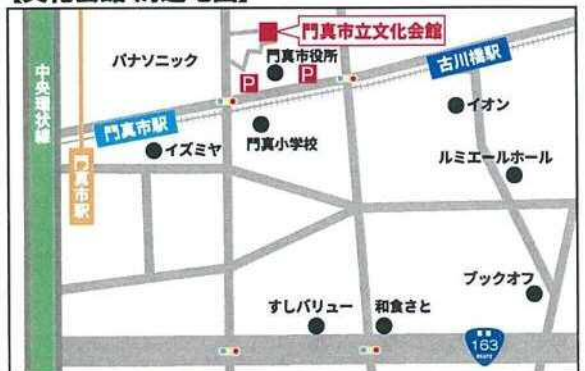 門真市立文化会館
パナソニック
門真市役所
P
P
古川橋駅
中央環状線
門真市駅
イオン
門真市駅
イズミヤ
門真小学校
ルミエールホール
ブックオフ
すしバリュー
和食さと
163
ROUTE